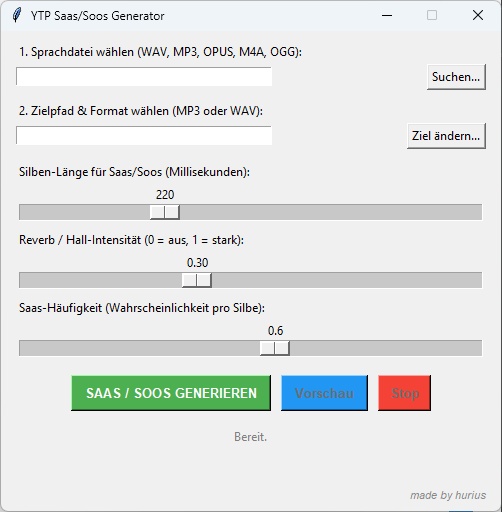 YTP Saas/Soos Generator
1. Sprachdatei wählen (WAV, MP3, OPUS, M4A, OGG):
Suchen...
2. Zielpfad & Format wählen (MP3 oder WAV):
Ziel ändern...
Silben-Länge für Saas/Soos (Millisekunden):
220
Reverb / Hall-Intensität (0 = aus, 1 = stark):
0.30
Saas-Häufigkeit (Wahrscheinlichkeit pro Silbe):
0.6
SAAS / SOOS GENERIEREN Vorschau Stop
Bereit.
made by hurius